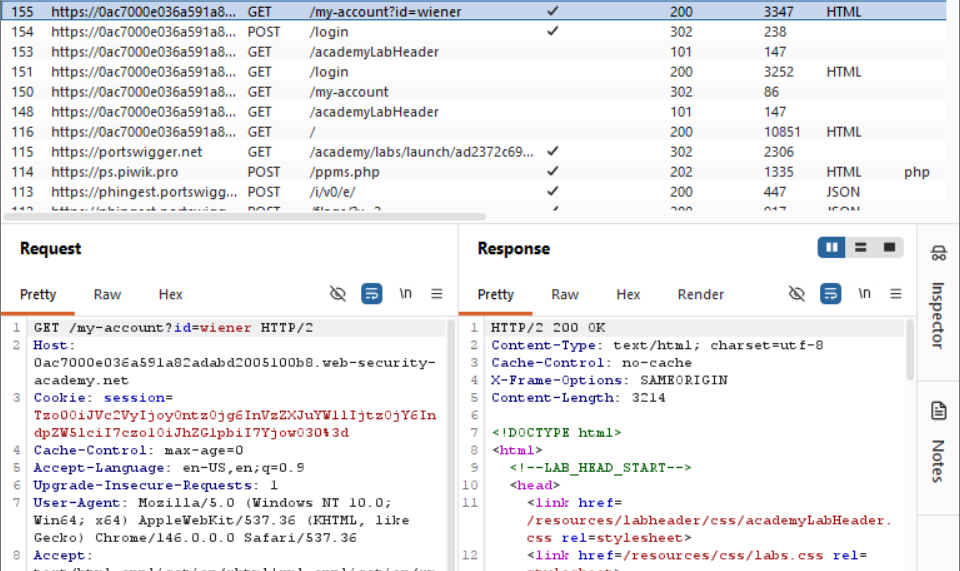 155 https://0ac7000e036a591a8... GET /my-account?id=wiener ✓ 200 3347 HTML
154 https://0ac7000e036a591a8... POST /login ✓ 302 238
153 https://0ac7000e036a591a8... GET /academyLabHeader 101 147
151 https://0ac7000e036a591a8... GET /login 200 3252 HTML
150 https://0ac7000e036a591a8... GET /my-account 302 86
148 https://0ac7000e036a591a8... GET /academyLabHeader 101 147
116 https://0ac7000e036a591a8... GET / 200 10851 HTML
115 https://portswigger.net GET /academy/labs/launch/ad2372c69... ✓ 302 2306
114 https://ps.piwik.pro POST /ppms.php ✓ 202 1335 HTML php
113 https://phingest.portswigg... POST /i/v0/e/ ✓ 200 447 JSON
Request
Pretty Raw Hex \n
1 GET /my-account?id=wiener HTTP/2
2 Host:
0ac7000e036a591a82adabd2005100b8.web-security-
academy.net
3 Cookie: session=
Tzo0OiJVc2VyIjoyOntzOjg6InVzZXJuYW1lIjtzOjY6In
dpZW5lciI7czo1OiJhZG1pbiI7YjowO30%3d
4 Cache-Control: max-age=0
5 Accept-Language: en-US,en;q=0.9
6 Upgrade-Insecure-Requests: 1
7 User-Agent: Mozilla/5.0 (Windows NT 10.0;
Win64; x64) AppleWebKit/537.36 (KHTML, like
Gecko) Chrome/146.0.0.0 Safari/537.36
8 Accept:
Response
Pretty Raw Hex Render \n
1 HTTP/2 200 OK
2 Content-Type: text/html; charset=utf-8
3 Cache-Control: no-cache
4 X-Frame-Options: SAMEORIGIN
5 Content-Length: 3214
6
7 <!DOCTYPE html>
8 <html>
9 <!--LAB_HEAD_START-->
10 <head>
11 <link href=
/resources/labheader/css/academyLabHeader.
css rel=stylesheet>
12 <link href=/resources/css/labs.css rel=
Inspector
Notes